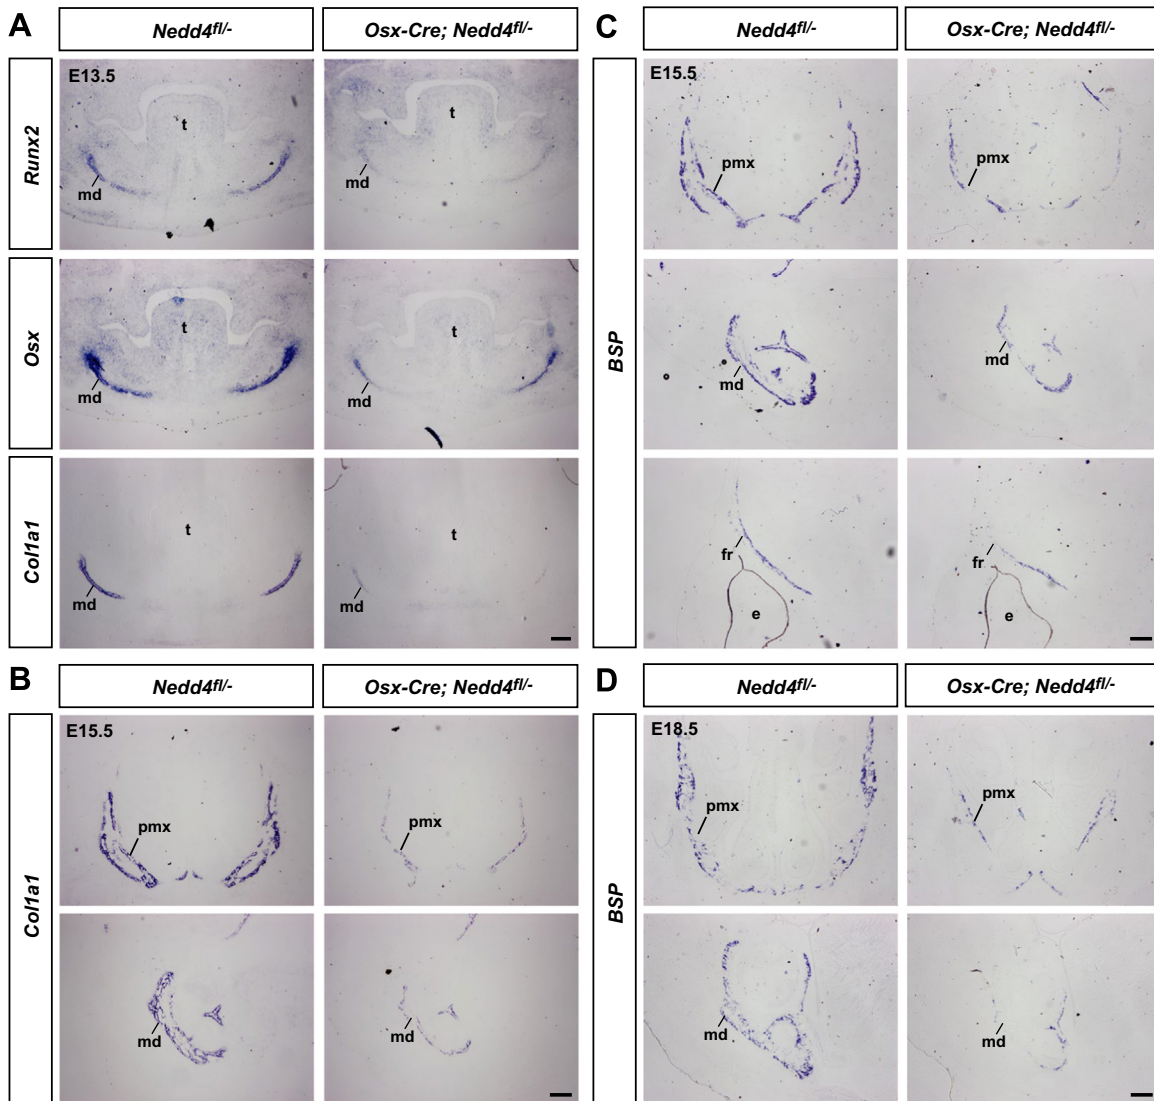 A
Nedd4fl/-
Osx-Cre; Nedd4fl/-
Runx2
E13.5
t
md
t
md
Osx
t
md
t
md
Col1a1
t
md
t
md
B
Nedd4fl/-
Osx-Cre; Nedd4fl/-
Col1a1
E15.5
pmx
pmx
md
md
C
Nedd4fl/-
Osx-Cre; Nedd4fl/-
BSP
E15.5
pmx
pmx
md
md
fr
e
fr
e
D
Nedd4fl/-
Osx-Cre; Nedd4fl/-
BSP
E18.5
pmx
pmx
md
md